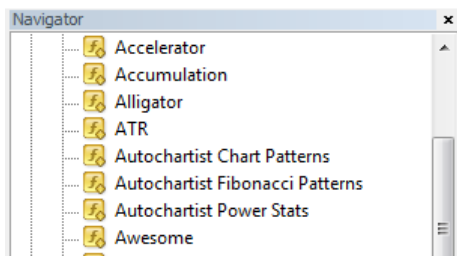 Navigator
Accelerator
Accumulation
Alligator
ATR
Autochartist Chart Patterns
Autochartist Fibonacci Patterns
Autochartist Power Stats
Awesome